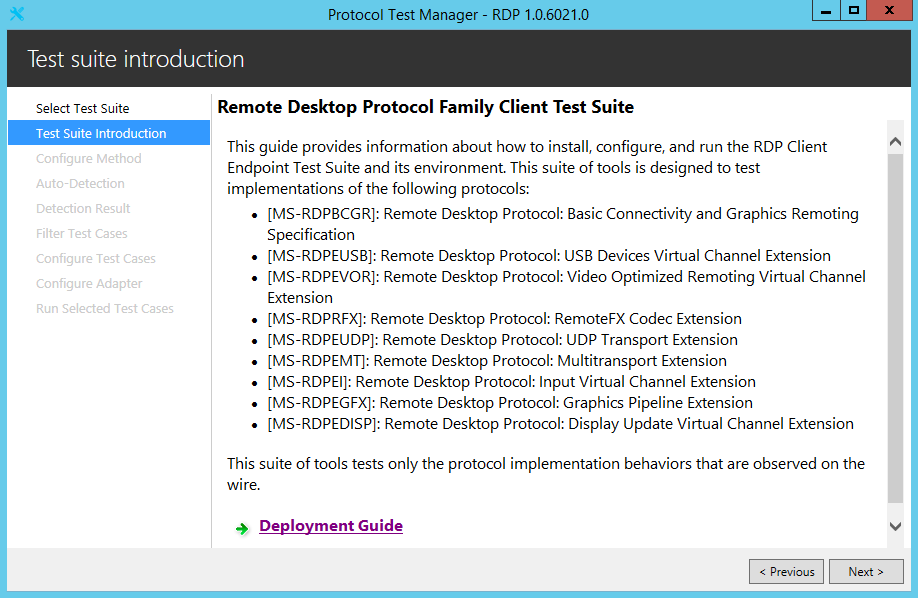 Protocol Test Manager - RDP 1.0.6021.0
Test suite introduction
Select Test Suite
Test Suite Introduction
Configure Method
Auto-Detection
Detection Result
Filter Test Cases
Configure Test Cases
Configure Adapter
Run Selected Test Cases
Remote Desktop Protocol Family Client Test Suite
This guide provides information about how to install, configure, and run the RDP Client
Endpoint Test Suite and its environment. This suite of tools is designed to test
implementations of the following protocols:
• [MS-RDPBCGR]: Remote Desktop Protocol: Basic Connectivity and Graphics Remoting
Specification
• [MS-RDPEUSB]: Remote Desktop Protocol: USB Devices Virtual Channel Extension
• [MS-RDPEVOR]: Remote Desktop Protocol: Video Optimized Remoting Virtual Channel
Extension
• [MS-RDPRFX]: Remote Desktop Protocol: RemoteFX Codec Extension
• [MS-RDPEUDP]: Remote Desktop Protocol: UDP Transport Extension
• [MS-RDPEMT]: Remote Desktop Protocol: Multitransport Extension
• [MS-RDPEI]: Remote Desktop Protocol: Input Virtual Channel Extension
• [MS-RDPEGFX]: Remote Desktop Protocol: Graphics Pipeline Extension
• [MS-RDPEDISP]: Remote Desktop Protocol: Display Update Virtual Channel Extension
This suite of tools tests only the protocol implementation behaviors that are observed on the
wire.
Deployment Guide
< Previous
Next >